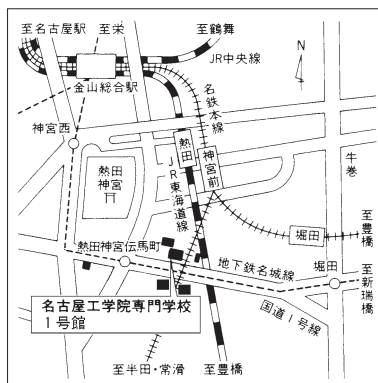 至名古屋駅
至栄
至鶴舞
JR中央線
N
金山総合駅
名鉄本線
神宮西
熱田
神宮前
熱田
神宮
JR東海道線
牛巻
至豊橋
堀田
熱田神宮伝馬町
地下鉄名城線
堀田
至新瑞橋
国道1号線
名古屋工学院専門学校
1号館
至半田・常滑
至豊橋